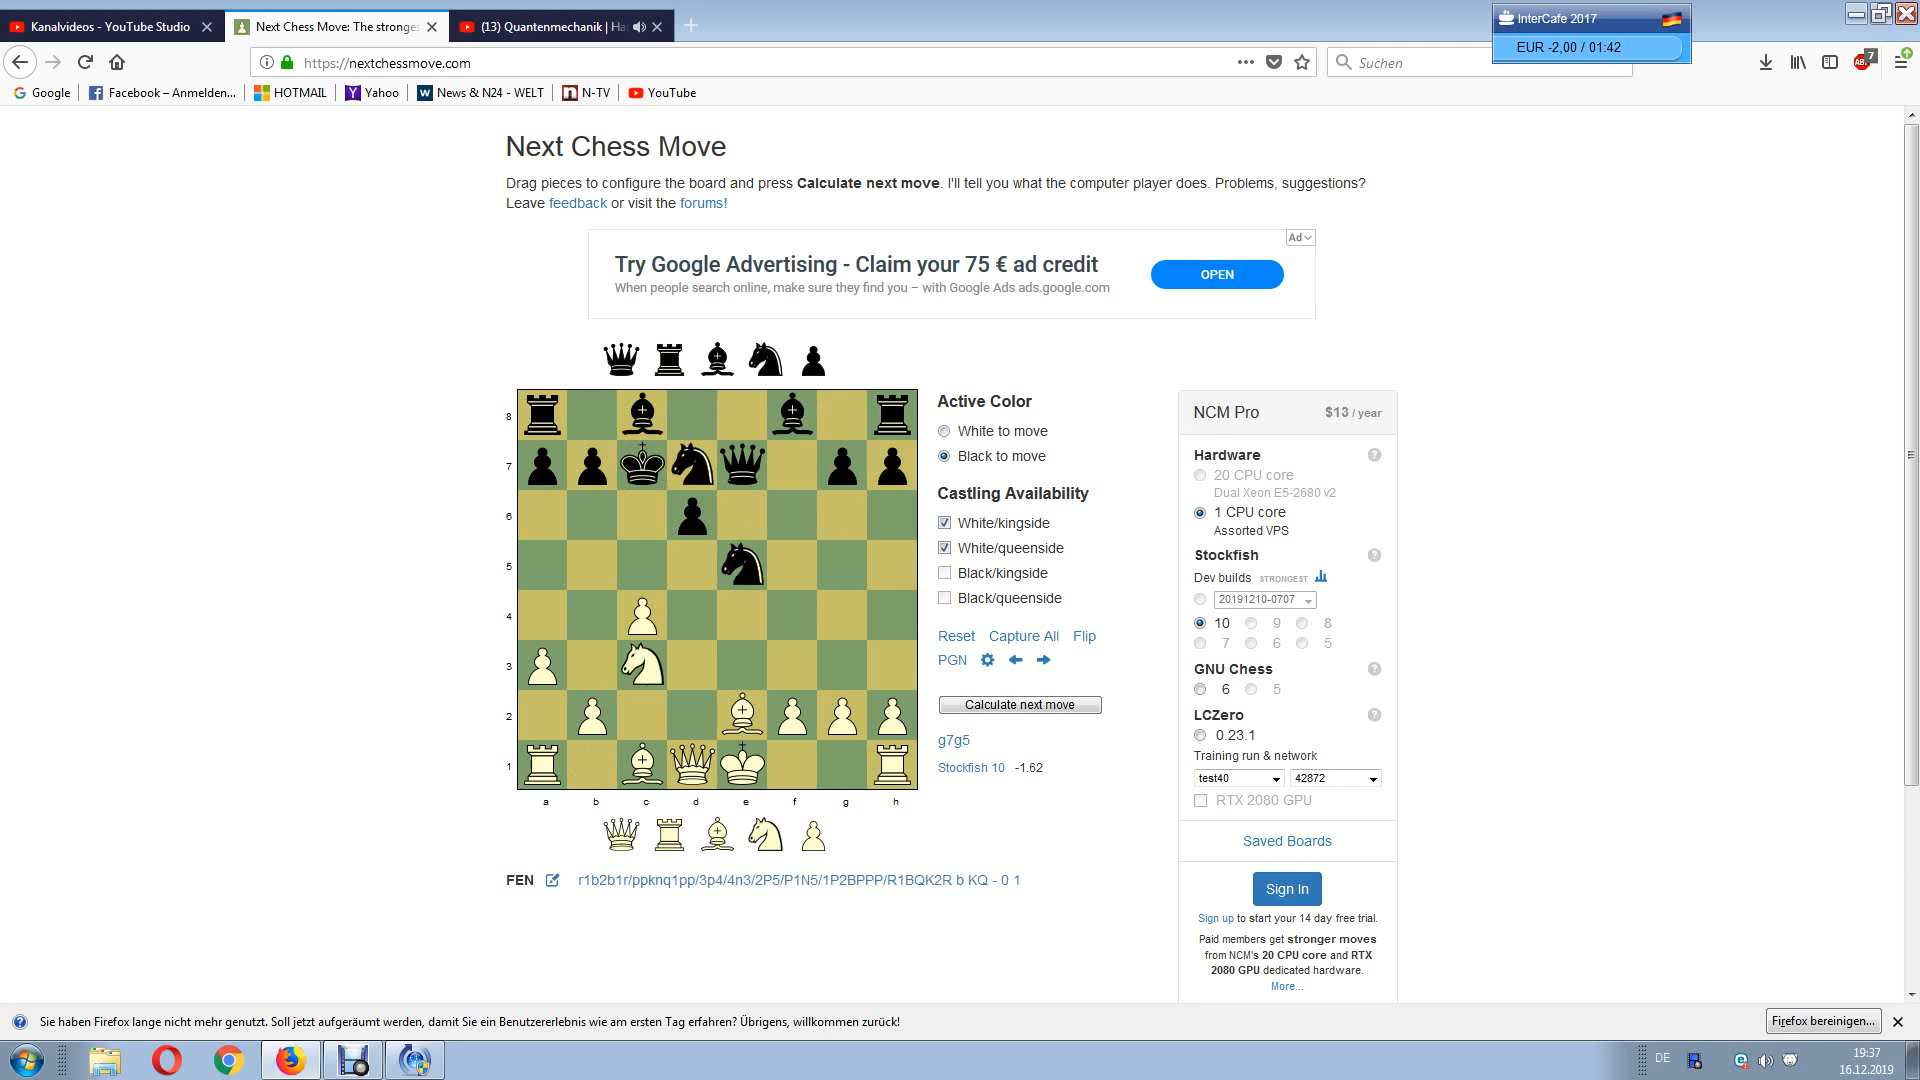 Kanalvideos - YouTube Studio
Next Chess Move: The stronges
(13) Quantenmechanik | Ha
InterCafe 2017
EUR -2,00 / 01:42
https://nextchessmove.com
Suchen
7
Google
Facebook – Anmelden...
HOTMAIL
Yahoo
News & N24 - WELT
N-TV
YouTube
Next Chess Move
Drag pieces to configure the board and press Calculate next move. I'll tell you what the computer player does. Problems, suggestions?
Leave feedback or visit the forums!
Ad
Try Google Advertising - Claim your 75 € ad credit
When people search online, make sure they find you – with Google Ads ads.google.com
OPEN
8
7
6
5
4
3
2
1
a b c d e f g h
Active Color
White to move
Black to move
Castling Availability
White/kingside
White/queenside
Black/kingside
Black/queenside
Reset Capture All Flip
PGN
Calculate next move
g7g5
Stockfish 10 -1.62
FEN r1b2b1r/ppknq1pp/3p4/4n3/2P5/P1N5/1P2BPPP/R1BQK2R b KQ - 0 1
NCM Pro $13 / year
Hardware ?
20 CPU core
Dual Xeon E5-2680 v2
1 CPU core
Assorted VPS
Stockfish ?
Dev builds STRONGEST
20191210-0707
10 9 8
7 6 5
GNU Chess ?
6 5
LCZero ?
0.23.1
Training run & network
test40 42872
RTX 2080 GPU
Saved Boards
Sign In
Sign up to start your 14 day free trial.
Paid members get stronger moves
from NCM's 20 CPU core and RTX
2080 GPU dedicated hardware.
More...
Sie haben Firefox lange nicht mehr genutzt. Soll jetzt aufgeräumt werden, damit Sie ein Benutzererlebnis wie am ersten Tag erfahren? Übrigens, willkommen zurück!
Firefox bereinigen...
DE
19:37
16.12.2019